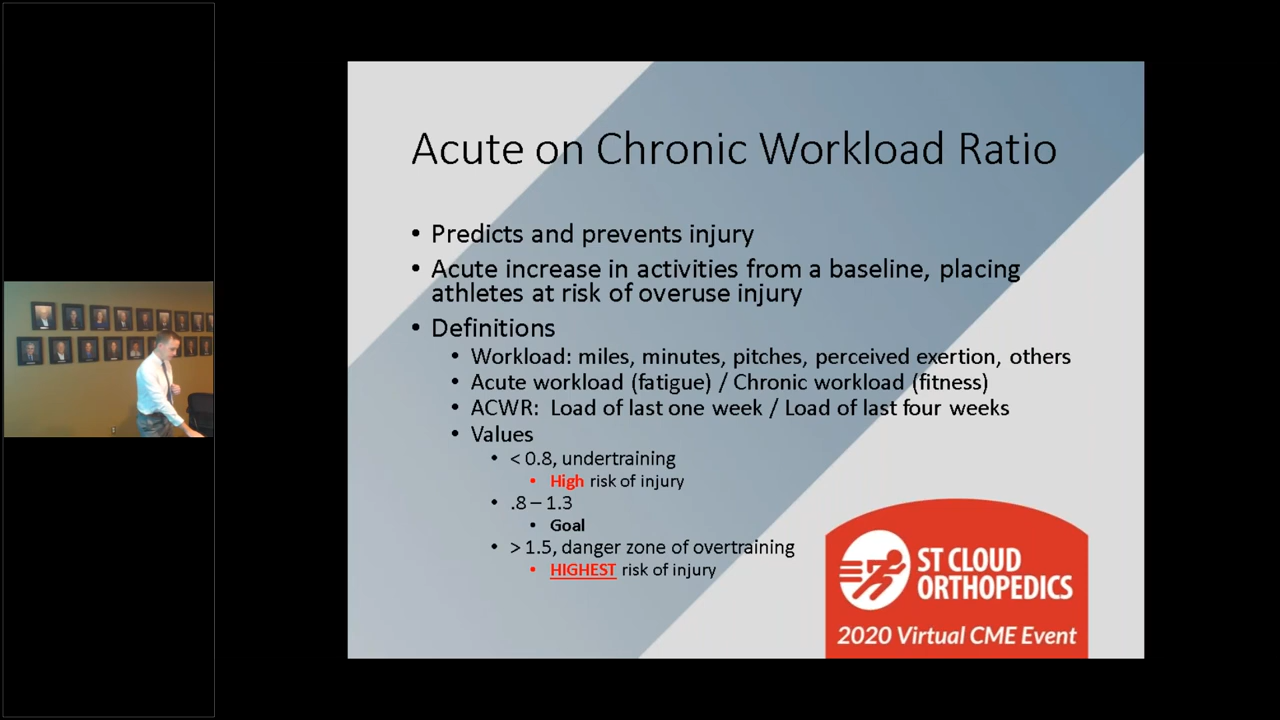 Acute on Chronic Workload Ratio
• Predicts and prevents injury
• Acute increase in activities from a baseline, placing
athletes at risk of overuse injury
• Definitions
• Workload: miles, minutes, pitches, perceived exertion, others
• Acute workload (fatigue) / Chronic workload (fitness)
• ACWR: Load of last one week / Load of last four weeks
• Values
• < 0.8, undertraining
• High risk of injury
• .8 – 1.3
• Goal
• > 1.5, danger zone of overtraining
• HIGHEST risk of injury
ST CLOUD
ORTHOPEDICS
2020 Virtual CME Event